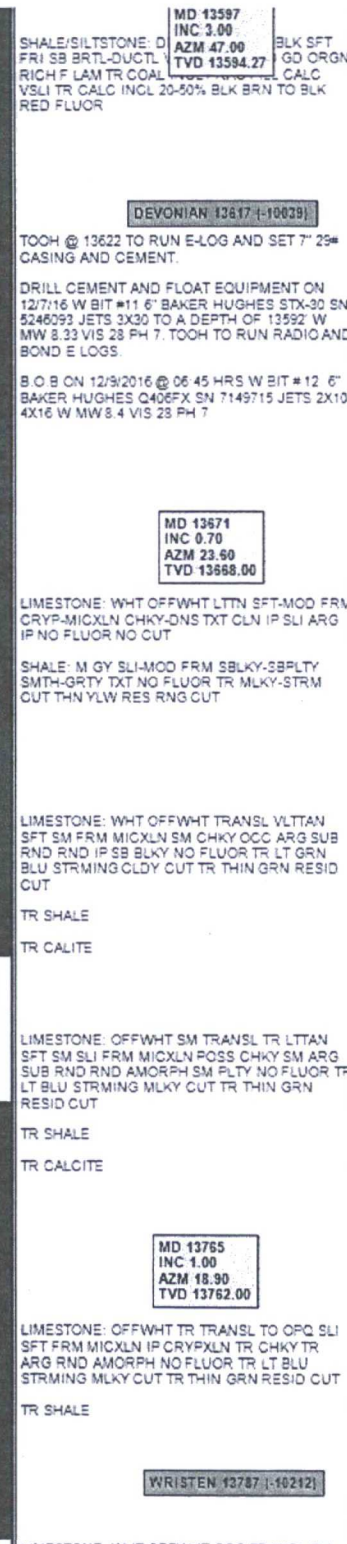 MD 13597
INC 3.00
AZM 47.00
TVD 13594.27
SHALE/SILTSTONE: D BLK SFT
FRI SB BRTL-DUCTL GD ORGN
RICH F LAM TR COAL CALC
VSLI TR CALC INCL 20-50% BLK BRN TO BLK
RED FLUOR
DEVONIAN 13617 (-10039)
TOOH @ 13622 TO RUN E-LOG AND SET 7" 29#
CASING AND CEMENT.
DRILL CEMENT AND FLOAT EQUIPMENT ON
12/7/16 W BIT #11 6" BAKER HUGHES STX-30 SN
5246093 JETS 3X30 TO A DEPTH OF 13592' W
MW 8.33 VIS 28 PH 7. TOOH TO RUN RADIO AND
BOND E LOGS.
B.O.B ON 12/9/2016 @ 06:45 HRS W BIT # 12 6"
BAKER HUGHES Q406FX SN 7149715 JETS 2X10
4X16 W MW 8.4 VIS 28 PH 7
MD 13671
INC 0.70
AZM 23.60
TVD 13668.00
LIMESTONE: WHT OFFWHT LTTN SFT-MOD FRM
CRYP-MICXLN CHKY-DNS TXT CLN IP SLI ARG
IP NO FLUOR NO CUT
SHALE: M GY SLI-MOD FRM SBLKY-SBPLTY
SMTH-GRTY TXT NO FLUOR TR MLKY-STRM
CUT THN YLW RES RNG CUT
LIMESTONE: WHT OFFWHT TRANSL VLTTAN
SFT SM FRM MICXLN SM CHKY OCC ARG SUB
RND RND IP SB BLKY NO FLUOR TR LT GRN
BLU STRMING CLDY CUT TR THIN GRN RESID
CUT
TR SHALE
TR CALITE
LIMESTONE: OFFWHT SM TRANSL TR LTTAN
SFT SM SLI FRM MICXLN POSS CHKY SM ARG
SUB RND RND AMORPH SM PLTY NO FLUOR TR
LT BLU STRMING MLKY CUT TR THIN GRN
RESID CUT
TR SHALE
TR CALCITE
MD 13765
INC 1.00
AZM 18.90
TVD 13762.00
LIMESTONE: OFFWHT TR TRANSL TO OPQ SLI
SFT FRM MICXLN IP CRYPXLN TR CHKY TR
ARG RND AMORPH NO FLUOR TR LT BLU
STRMING MLKY CUT TR THIN GRN RESID CUT
TR SHALE
WRISTEN 13787 (-10212)